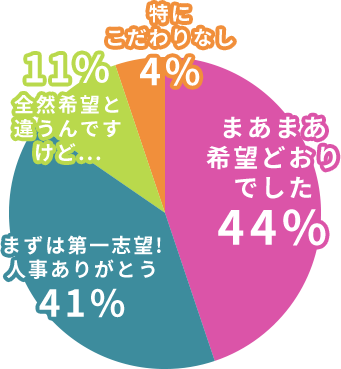 特に
こだわりなし
4%
11%
全然希望と
違うんです
けど…
まあまあ
希望どおり
でした
44%
まずは第一志望!
人事ありがとう
41%